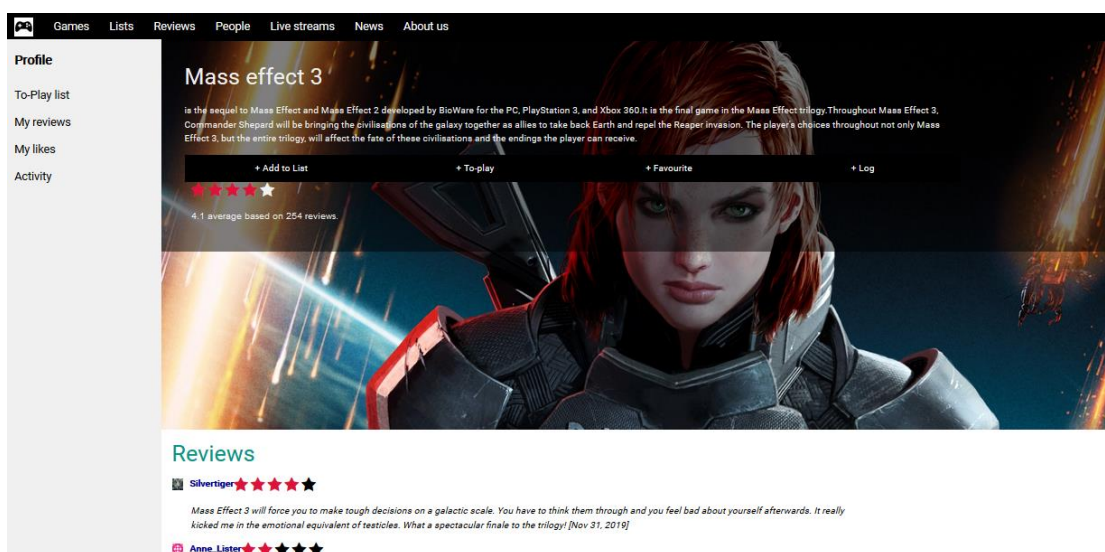 Games Lists Reviews People Live streams News About us
Profile
To-Play list
My reviews
My likes
Activity
Mass effect 3
is the sequel to Mass Effect and Mass Effect 2 developed by BioWare for the PC, PlayStation 3, and Xbox 360.It is the final game in the Mass Effect trilogy.Throughout Mass Effect 3,
Commander Shepard will be bringing the civilisations of the galaxy together as allies to take back Earth and repel the Reaper invasion. The player's choices throughout not only Mass
Effect 3, but the entire trilogy, will affect the fate of these civilisations and the endings the player can receive.
+ Add to List + To-play + Favourite + Log
4.1 average based on 254 reviews.
Reviews
Silvertiger
Mass Effect 3 will force you to make tough decisions on a galactic scale. You have to think them through and you feel bad about yourself afterwards. It really
kicked me in the emotional equivalent of testicles. What a spectacular finale to the trilogy! [Nov 31, 2019]
Anne_Lister